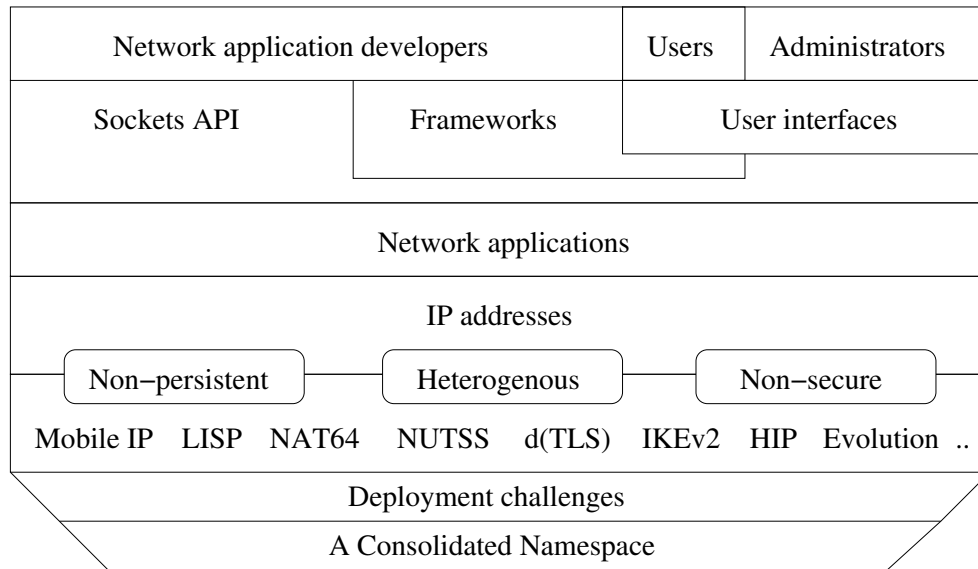 Network application developers Users Administrators
Sockets API Frameworks User interfaces
Network applications
IP addresses
Non−persistent Heterogenous Non−secure
Mobile IP LISP NAT64 NUTSS d(TLS) IKEv2 HIP Evolution ..
Deployment challenges
A Consolidated Namespace